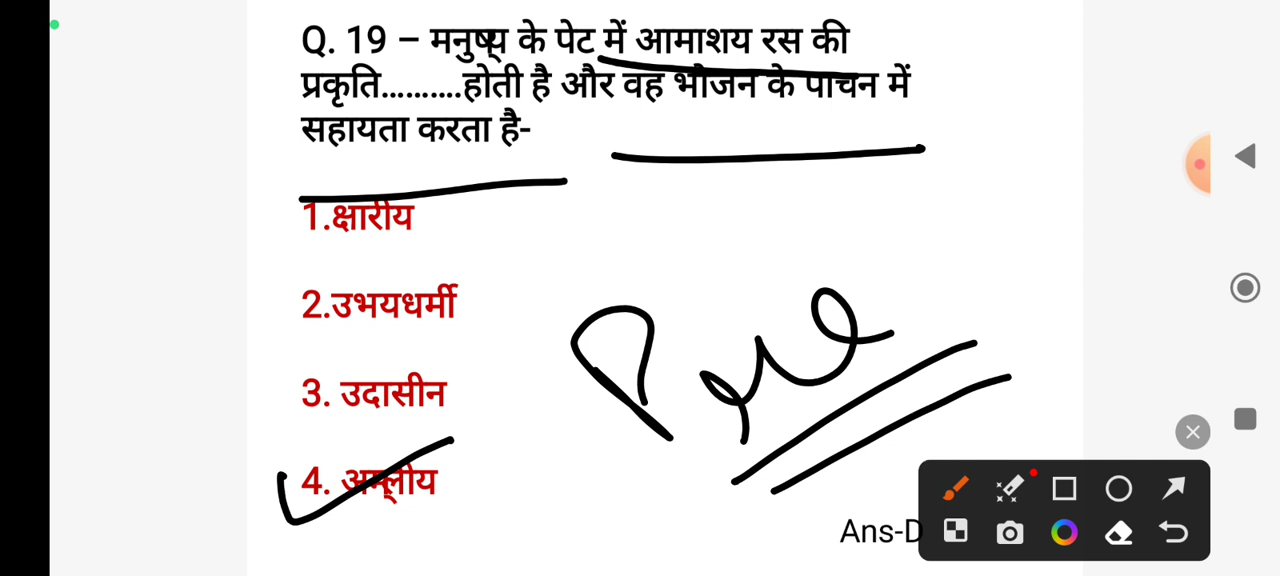 Q. 19 – मनुष्य के पेट में आमाशय रस की
प्रकृति..........होती है और वह भोजन के पाचन में
सहायता करता है-
1.क्षारीय
2.उभयधर्मी
3. उदासीन
4. अम्लीय
Ans-D